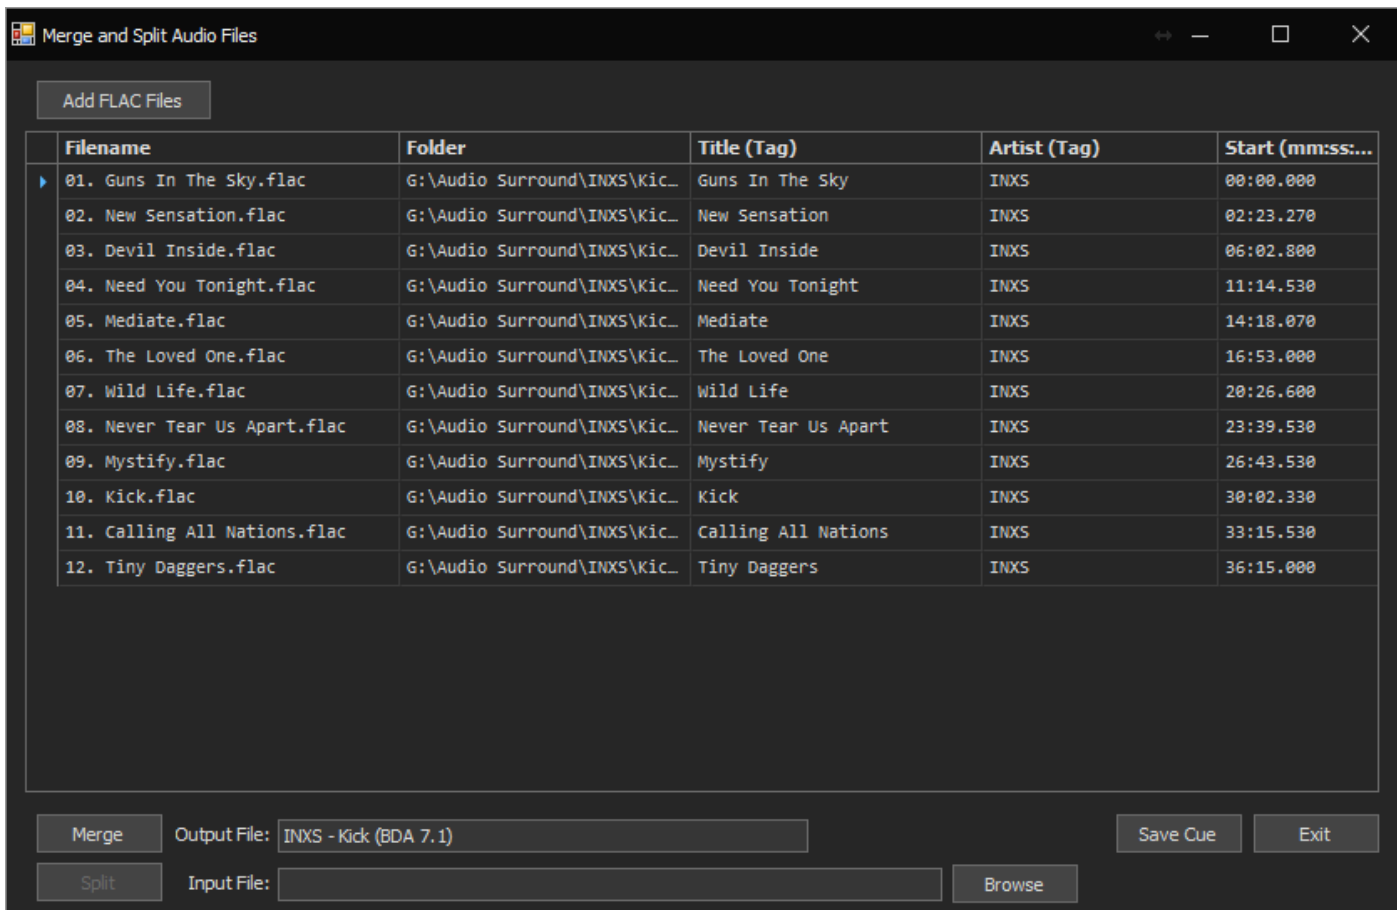 Merge and Split Audio Files
Add FLAC Files
Filename Folder Title (Tag) Artist (Tag) Start (mm:ss:...
01. Guns In The Sky.flac G:\Audio Surround\INXS\Kic… Guns In The Sky INXS 00:00.000
02. New Sensation.flac G:\Audio Surround\INXS\Kic… New Sensation INXS 02:23.270
03. Devil Inside.flac G:\Audio Surround\INXS\Kic… Devil Inside INXS 06:02.800
04. Need You Tonight.flac G:\Audio Surround\INXS\Kic… Need You Tonight INXS 11:14.530
05. Mediate.flac G:\Audio Surround\INXS\Kic… Mediate INXS 14:18.070
06. The Loved One.flac G:\Audio Surround\INXS\Kic… The Loved One INXS 16:53.000
07. Wild Life.flac G:\Audio Surround\INXS\Kic… Wild Life INXS 20:26.600
08. Never Tear Us Apart.flac G:\Audio Surround\INXS\Kic… Never Tear Us Apart INXS 23:39.530
09. Mystify.flac G:\Audio Surround\INXS\Kic… Mystify INXS 26:43.530
10. Kick.flac G:\Audio Surround\INXS\Kic… Kick INXS 30:02.330
11. Calling All Nations.flac G:\Audio Surround\INXS\Kic… Calling All Nations INXS 33:15.530
12. Tiny Daggers.flac G:\Audio Surround\INXS\Kic… Tiny Daggers INXS 36:15.000
Merge Output File: INXS - Kick (BDA 7.1) Save Cue Exit
Split Input File: Browse